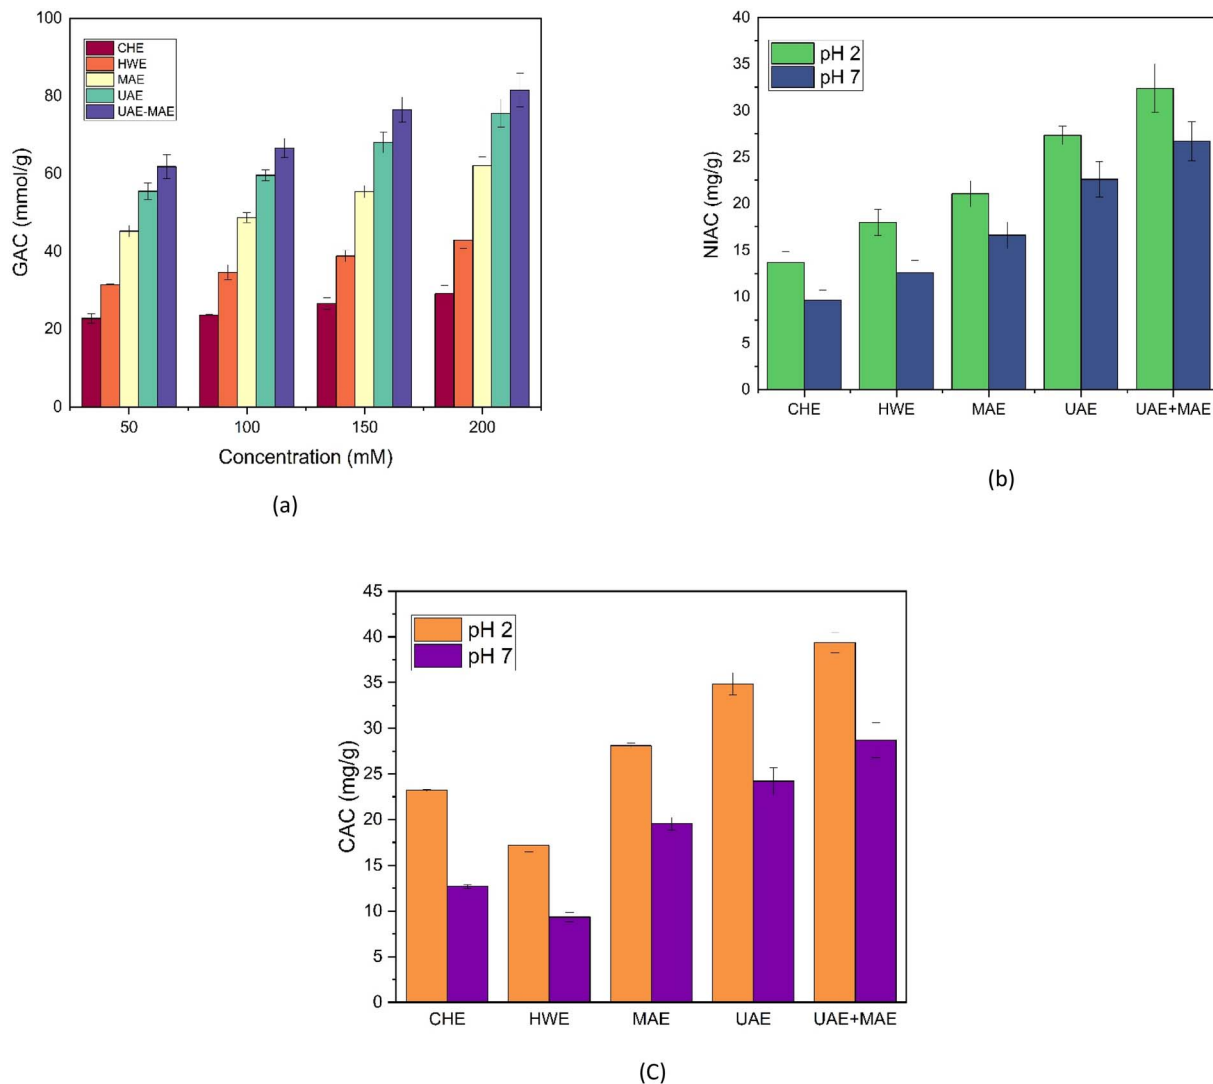 100
80
60
40
20
0
GAC (mmol/g)
CHE
HWE
MAE
UAE
UAE-MAE
50
100
150
200
Concentration (mM)
(a)
40
35
30
25
20
15
10
5
0
NIAC (mg/g)
pH 2
pH 7
CHE
HWE
MAE
UAE
UAE+MAE
(b)
45
40
35
30
25
20
15
10
5
0
CAC (mg/g)
pH 2
pH 7
CHE
HWE
MAE
UAE
UAE+MAE
(C)